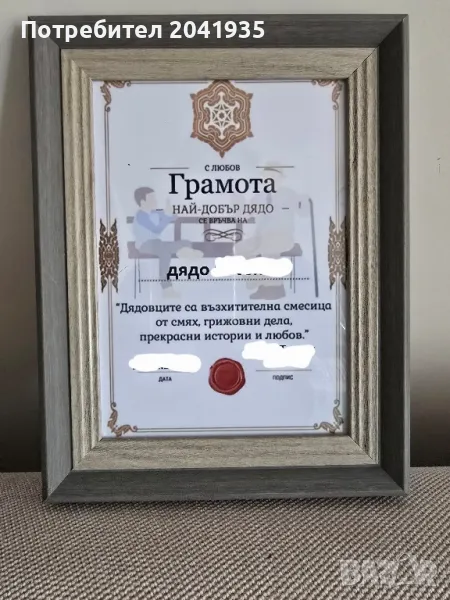 Потребител 2041935
С ЛЮБОВ
Грамота
НАЙ-ДОБЪР ДЯДО
СЕ ВРЪЧВА НА
дядо
"Дядовците са възхитителна смесица
от смях, грижовни дела,
прекрасни истории и любов."
ДАТА
ПОДПИС
BAZAR